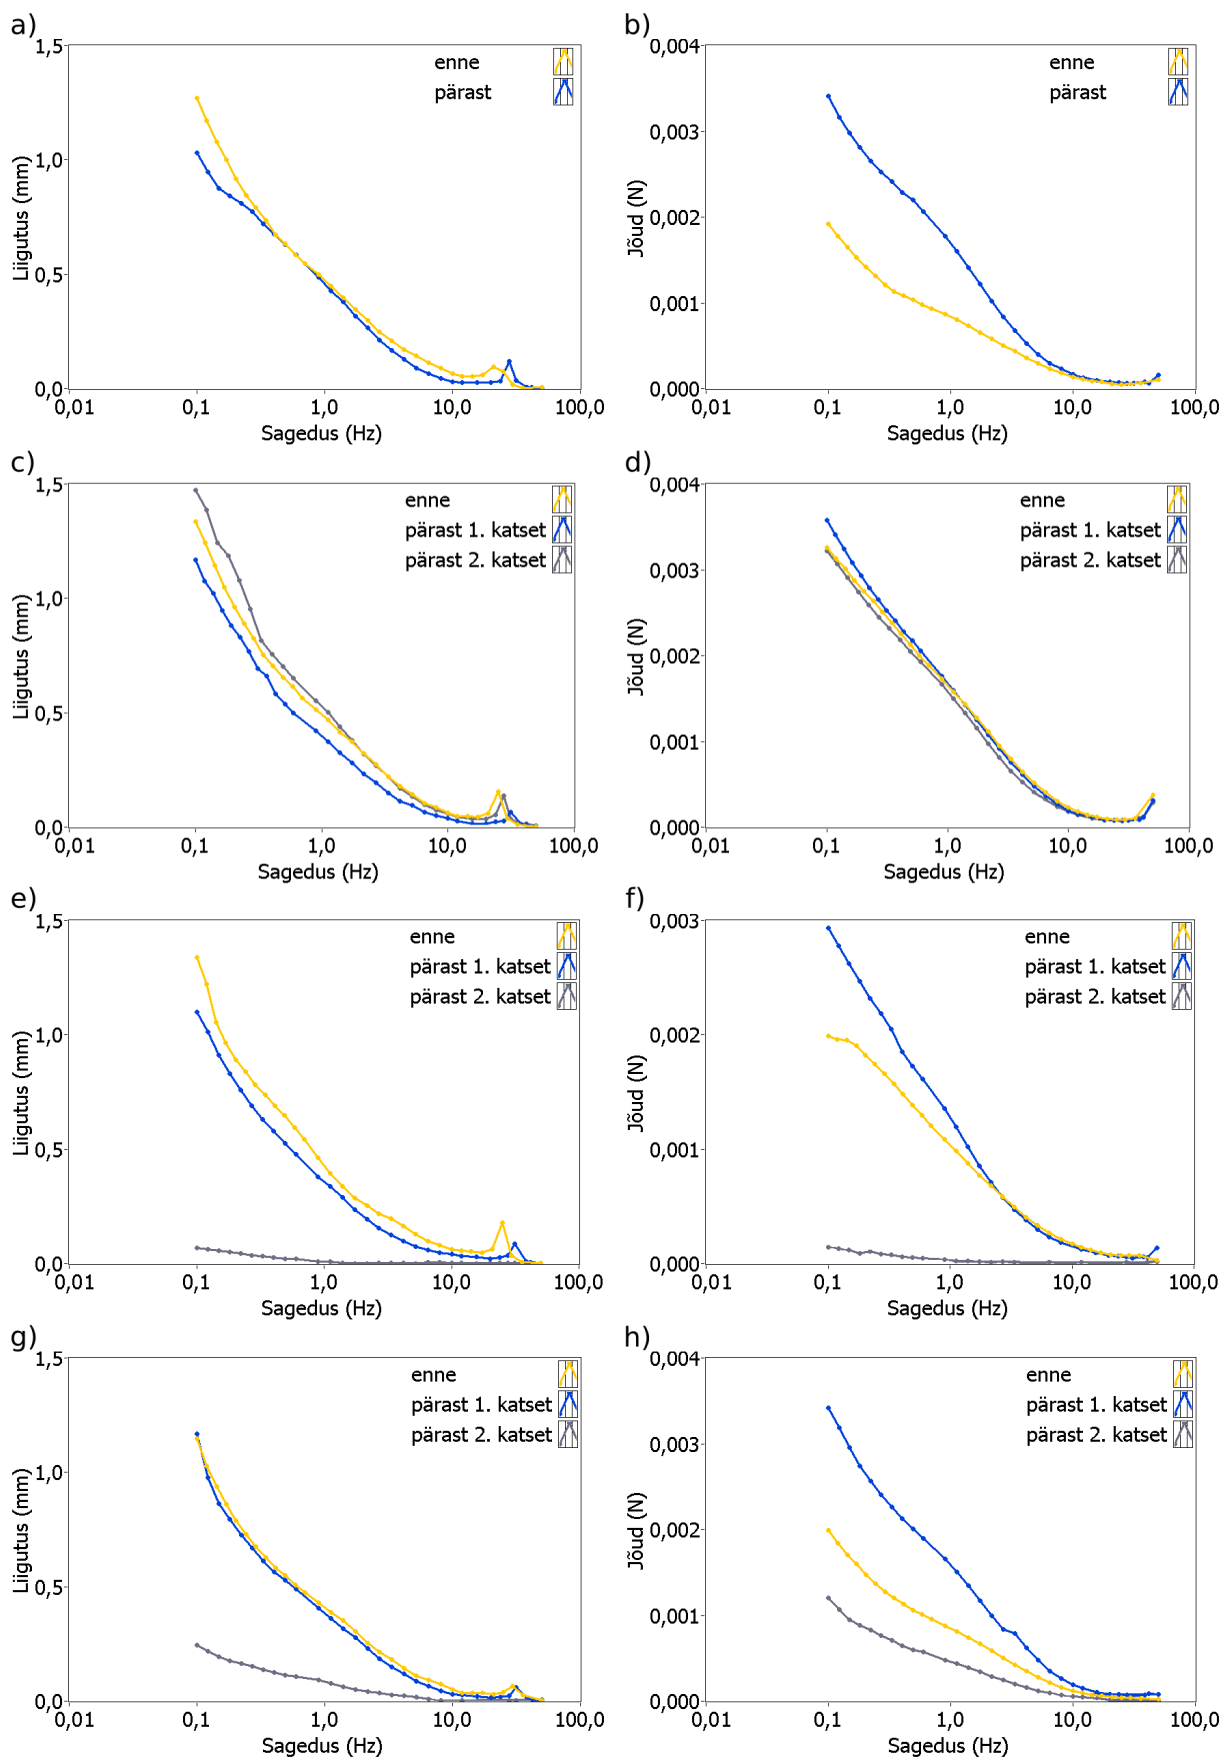 a)
1,5
1,0
0,5
0,0
Liigutus (mm)
enne
pärast
0,01
0,1
1,0
10,0
100,0
Sagedus (Hz)
b)
0,004
0,003
0,002
0,001
0,000
Jõud (N)
enne
pärast
0,01
0,1
1,0
10,0
100,0
Sagedus (Hz)
c)
1,5
1,0
0,5
0,0
Liigutus (mm)
enne
pärast 1. katset
pärast 2. katset
0,01
0,1
1,0
10,0
100,0
Sagedus (Hz)
d)
0,004
0,003
0,002
0,001
0,000
Jõud (N)
enne
pärast 1. katset
pärast 2. katset
0,01
0,1
1,0
10,0
100,0
Sagedus (Hz)
e)
1,5
1,0
0,5
0,0
Liigutus (mm)
enne
pärast 1. katset
pärast 2. katset
0,01
0,1
1,0
10,0
100,0
Sagedus (Hz)
f)
0,003
0,002
0,001
0,000
Jõud (N)
enne
pärast 1. katset
pärast 2. katset
0,01
0,1
1,0
10,0
100,0
Sagedus (Hz)
g)
1,5
1,0
0,5
0,0
Liigutus (mm)
enne
pärast 1. katset
pärast 2. katset
0,01
0,1
1,0
10,0
100,0
Sagedus (Hz)
h)
0,004
0,003
0,002
0,001
0,000
Jõud (N)
enne
pärast 1. katset
pärast 2. katset
0,01
0,1
1,0
10,0
100,0
Sagedus (Hz)